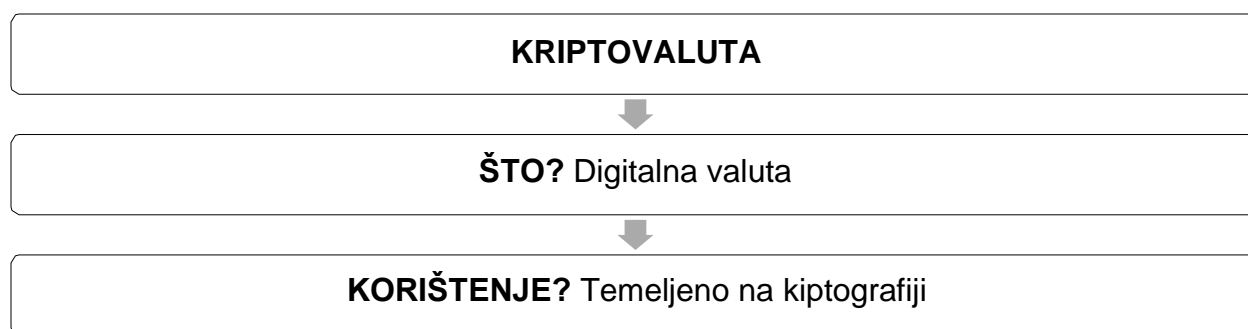 KRIPTOVALUTA
ŠTO? Digitalna valuta
KORIŠTENJE? Temeljeno na kiptografiji